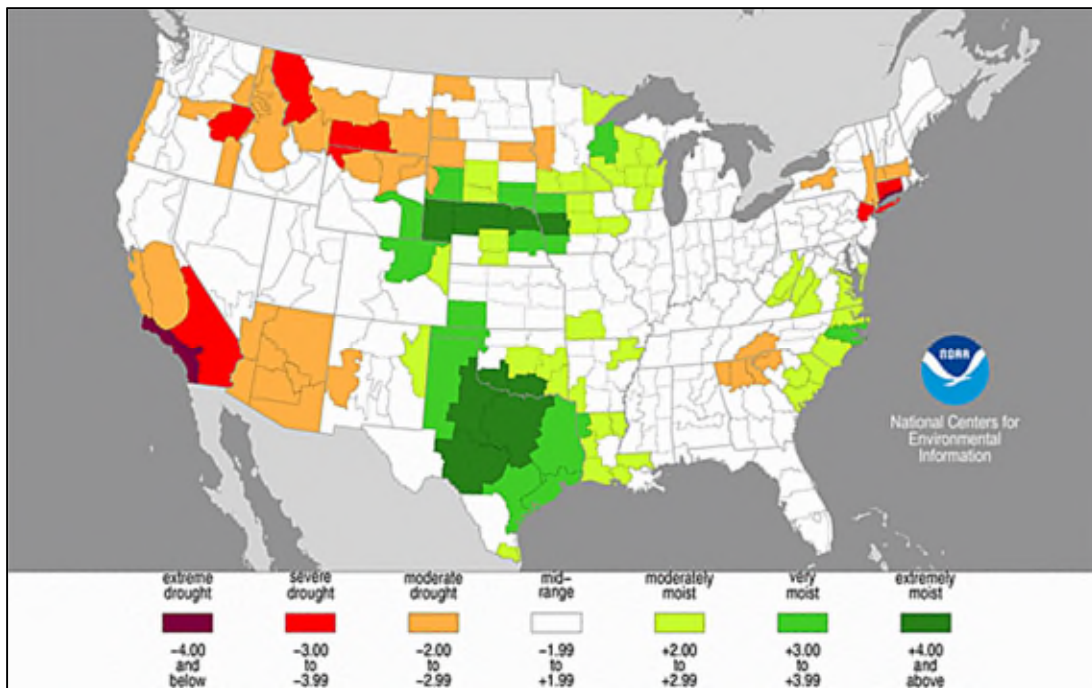 NOAA
National Centers for
Environmental
Information
extreme drought
severe drought
moderate drought
mid-range
moderately moist
very moist
extremely moist
-4.00 and below
-3.00 to -3.99
-2.00 to -2.99
-1.99 to +1.99
+2.00 to +2.99
+3.00 to +3.99
+4.00 and above